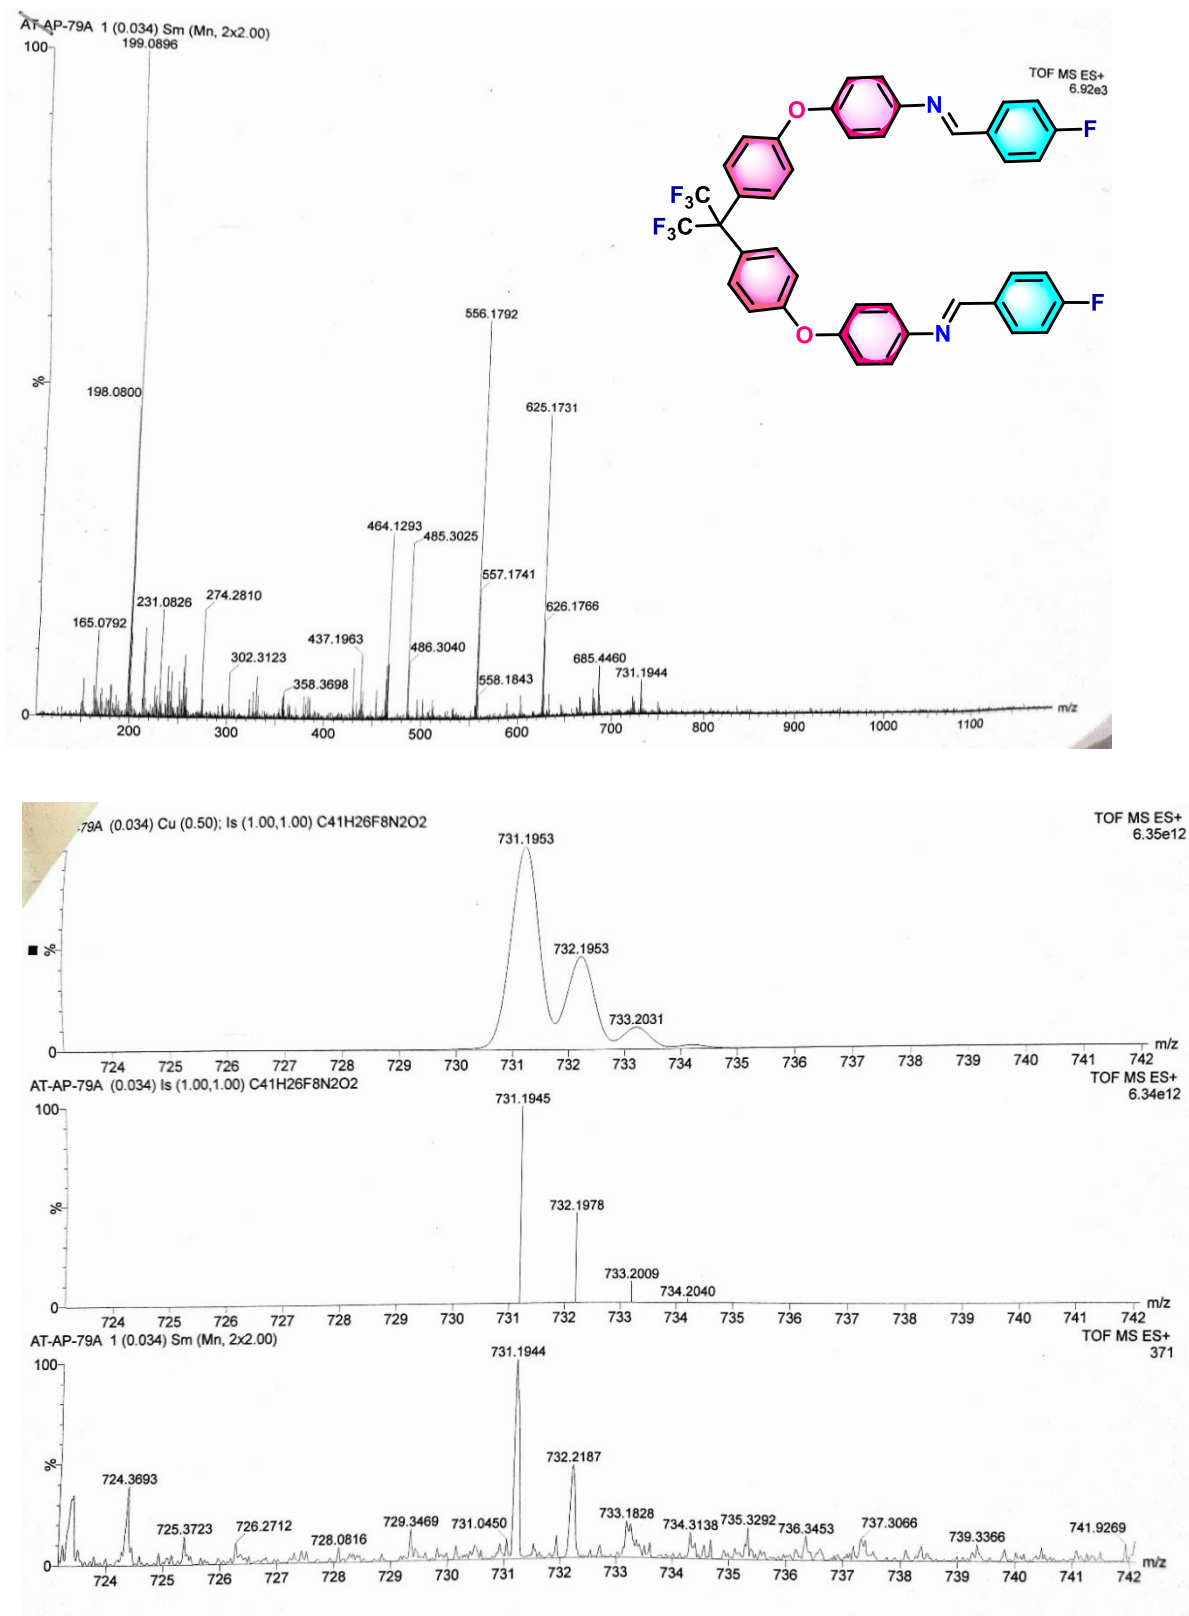 AT-AP-79A 1 (0.034) Sm (Mn, 2x2.00)
TOF MS ES+
6.92e3
100
%
0
199.0896
198.0800
165.0792
231.0826
274.2810
302.3123
358.3698
437.1963
464.1293
485.3025
486.3040
556.1792
557.1741
558.1843
625.1731
626.1766
685.4460
731.1944
200 300 400 500 600 700 800 900 1000 1100
m/z
O
N
F
F3C
F3C
O
N
F
-79A (0.034) Cu (0.50); Is (1.00,1.00) C41H26F8N2O2
TOF MS ES+
6.35e12
731.1953
732.1953
733.2031
%
0
724 725 726 727 728 729 730 731 732 733 734 735 736 737 738 739 740 741 742
m/z
AT-AP-79A (0.034) Is (1.00,1.00) C41H26F8N2O2
TOF MS ES+
6.34e12
100
%
0
731.1945
732.1978
733.2009
734.2040
724 725 726 727 728 729 730 731 732 733 734 735 736 737 738 739 740 741 742
m/z
AT-AP-79A 1 (0.034) Sm (Mn, 2x2.00)
TOF MS ES+
371
100
%
0
724.3693
725.3723
726.2712
728.0816
729.3469
731.0450
731.1944
732.2187
733.1828
734.3138
735.3292
736.3453
737.3066
739.3366
741.9269
724 725 726 727 728 729 730 731 732 733 734 735 736 737 738 739 740 741 742
m/z